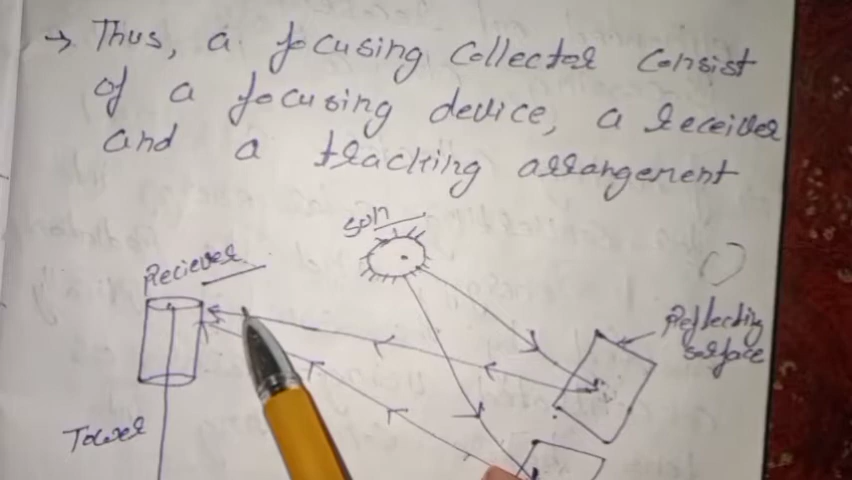 → Thus, a focusing collector consist
of a focusing device, a receiver
and a tracking arrangement
sun
Reciever
Reflecting
surface
Tower